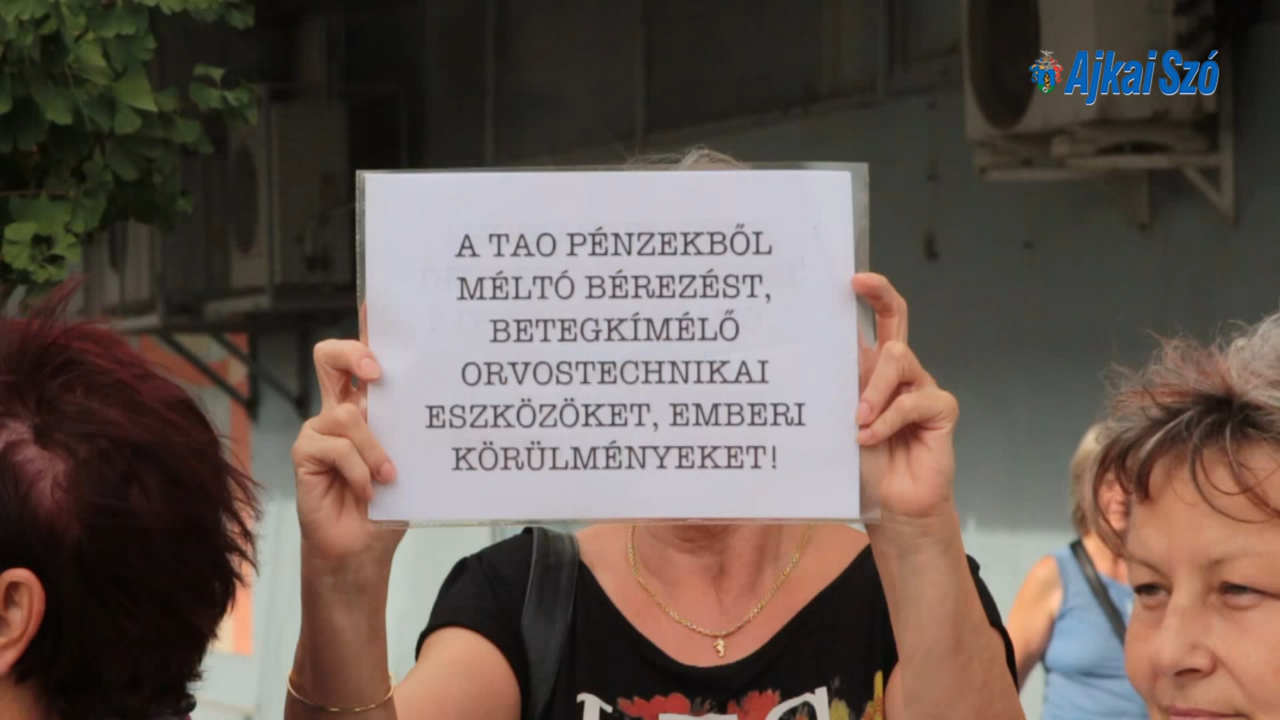 Ajkai Szó
A TAO PÉNZEKBŐL
MÉLTÓ BÉREZÉST,
BETEGKÍMÉLŐ
ORVOSTECHNIKAI
ESZKÖZÖKET, EMBERI
KÖRÜLMÉNYEKET!